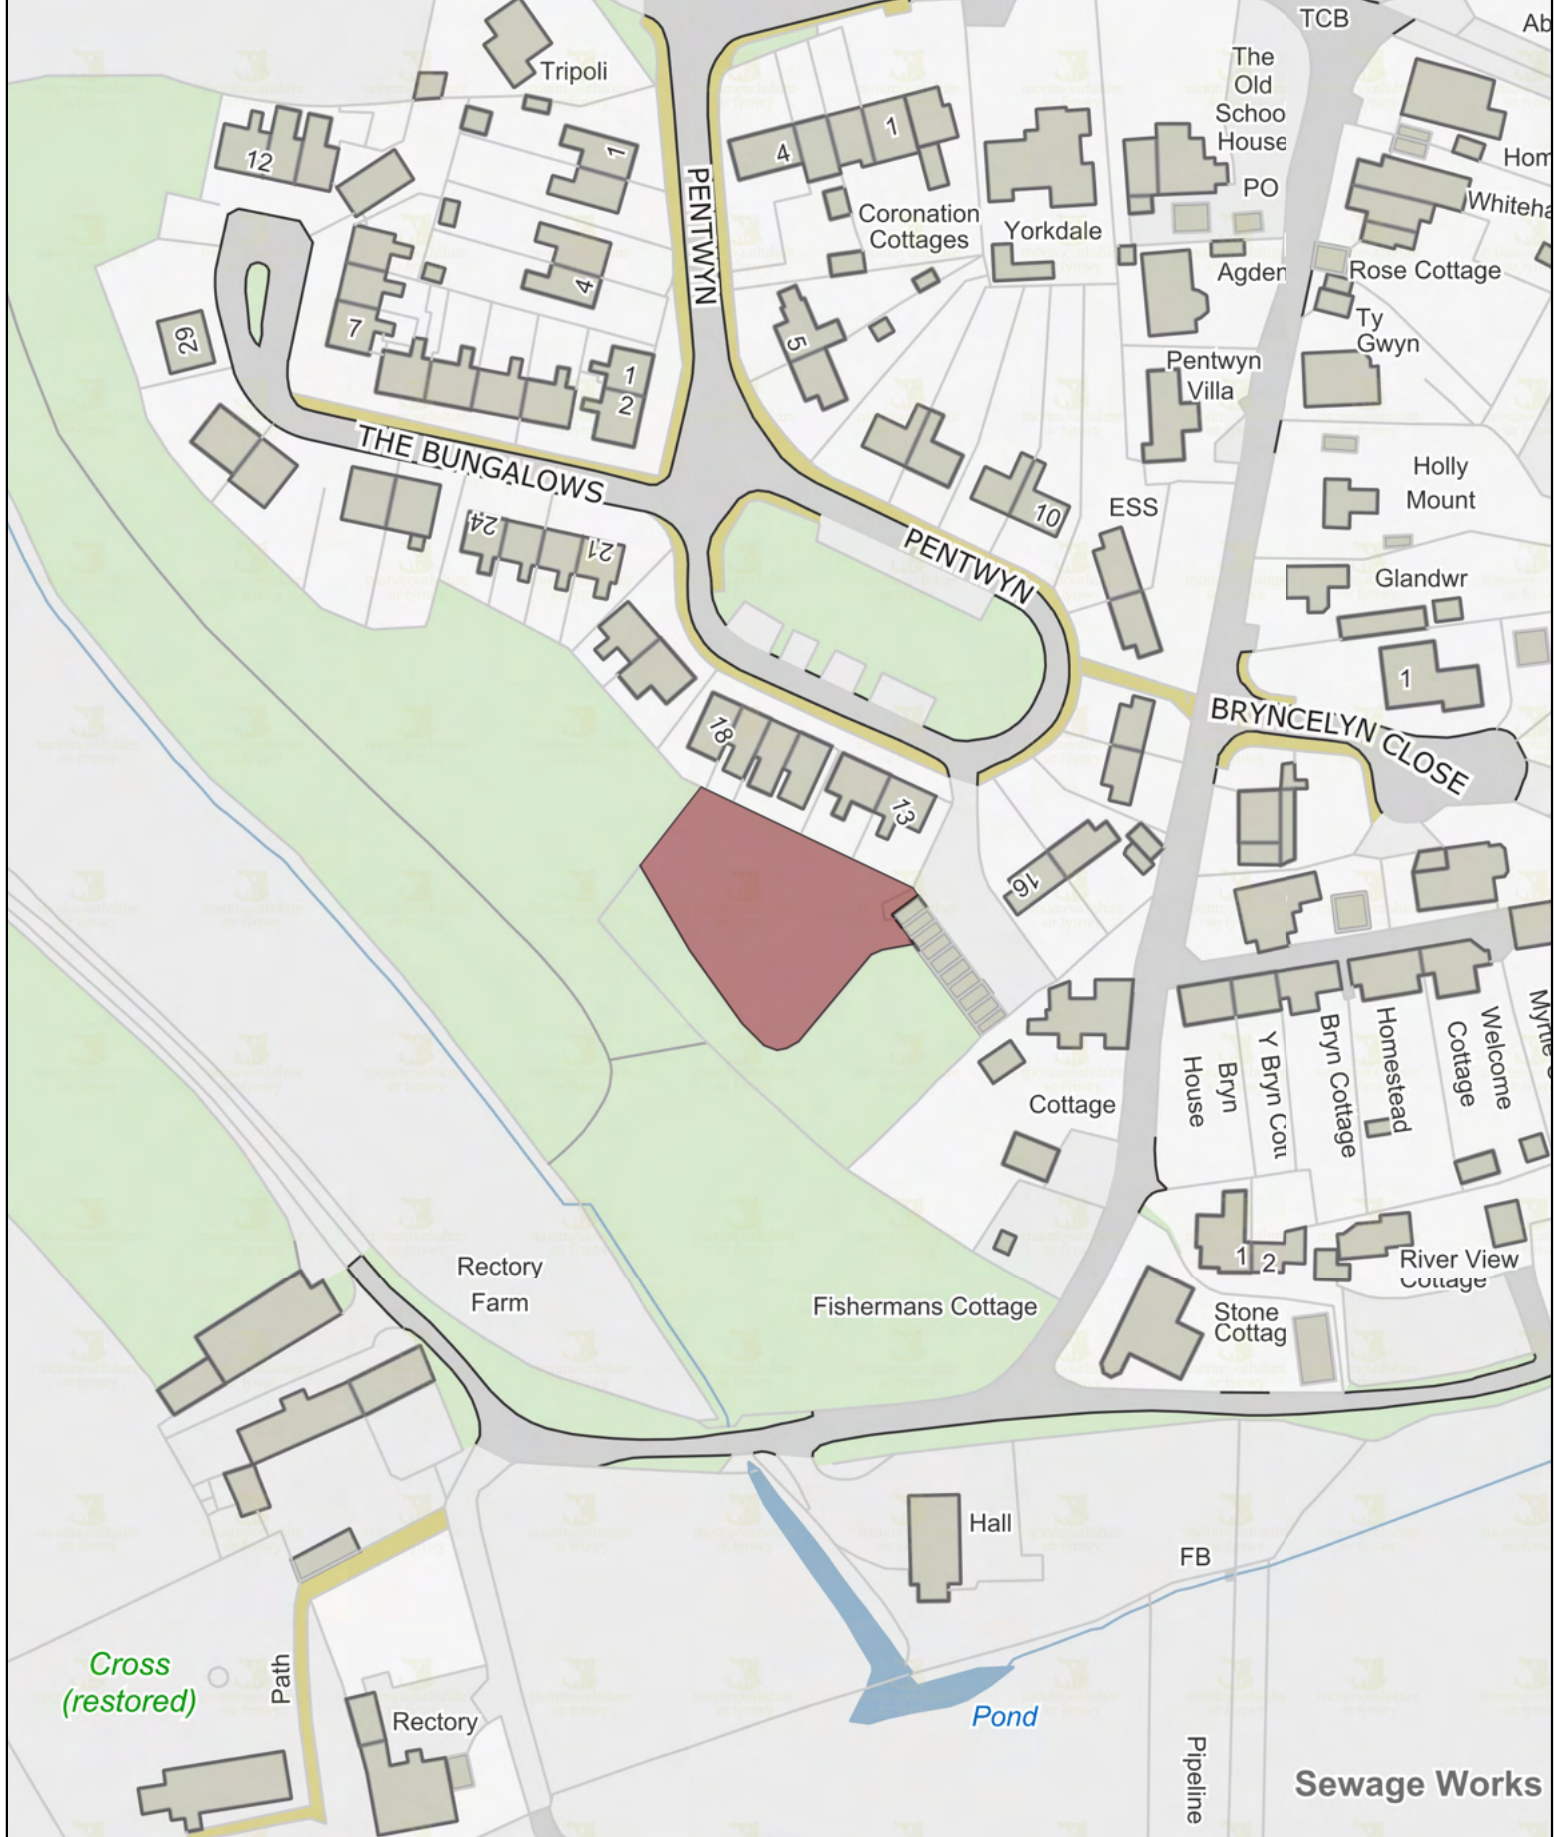 TCB
Ab
Tripoli
The
Old
Schoo
House
12
1
4
1
PENTWYN
PO
Hom
Whiteha
Coronation
Cottages
Yorkdale
Agden
Rose Cottage
4
29
7
5
Ty
Gwyn
1
2
Pentwyn
Villa
THE BUNGALOWS
Holly
Mount
24
21
10
ESS
PENTWYN
Glandwr
1
BRYNCELYN CLOSE
18
13
16
Cottage
House
Bryn
Y Bryn Cou
Bryn Cottage
Homestead
Cottage
Welcome
Myrtle C
1
2
River View
Cottage
Rectory
Farm
Fishermans Cottage
Stone
Cottag
Hall
FB
Cross
(restored)
Path
Rectory
Pond
Pipeline
Sewage Works